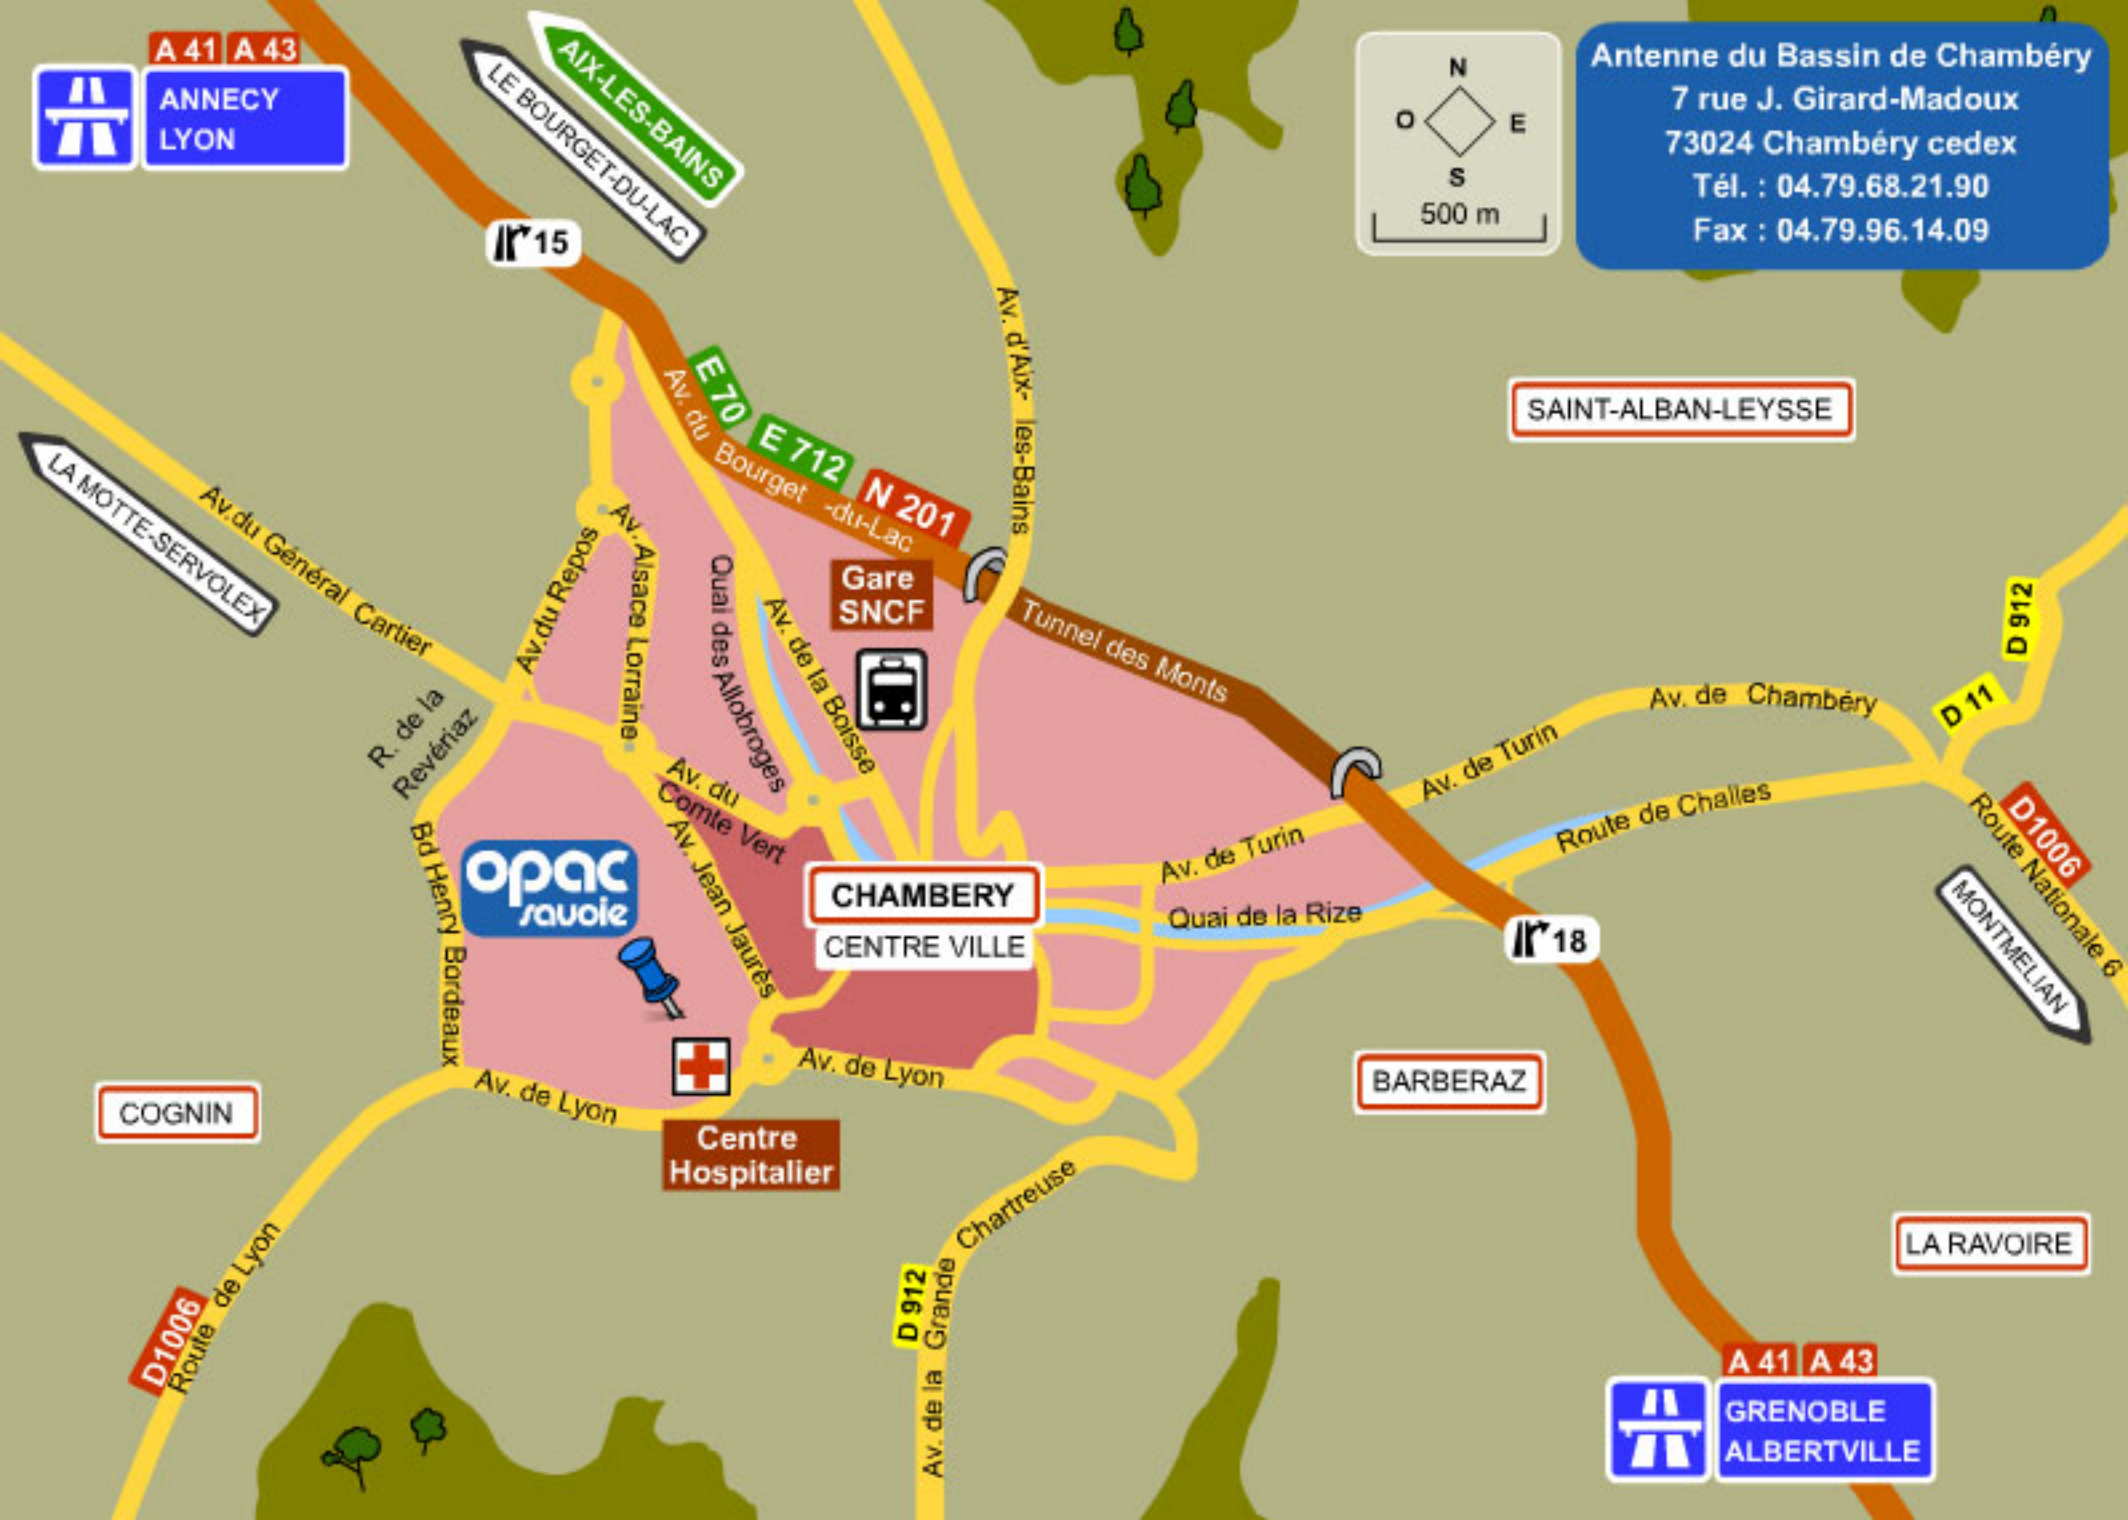 A 41 A 43
ANNECY
LYON
AIX-LES-BAINS
LE BOURGET-DU-LAC
15
N
O E
S
500 m
Antenne du Bassin de Chambéry
7 rue J. Girard-Madoux
73024 Chambéry cedex
Tél. : 04.79.68.21.90
Fax : 04.79.96.14.09
Av. d'Aix- les-Bains
SAINT-ALBAN-LEYSSE
E 70
E 712
N 201
Av. du Bourget -du-Lac
LA MOTTE-SERVOLEX
Av.du Général Cartier
Av.du Repos
Av. Alsace Lorraine
Quai des Allobroges
Av. de la Boisse
Gare
SNCF
Tunnel des Monts
D 912
D 11
Av. de Chambéry
Av. de Turin
Route de Challes
R. de la
Revériaz
Av. du
Comte Vert
Av. Jean Jaurès
Bd Henry Bordeaux
opac
savoie
CHAMBERY
CENTRE VILLE
Av. de Turin
Quai de la Rize
18
D1006
Route Nationale 6
MONTMELIAN
COGNIN
Av. de Lyon
Av. de Lyon
BARBERAZ
Centre
Hospitalier
LA RAVOIRE
Route de Lyon
D1006
D 912
Av. de la Grande Chartreuse
A 41 A 43
GRENOBLE
ALBERTVILLE